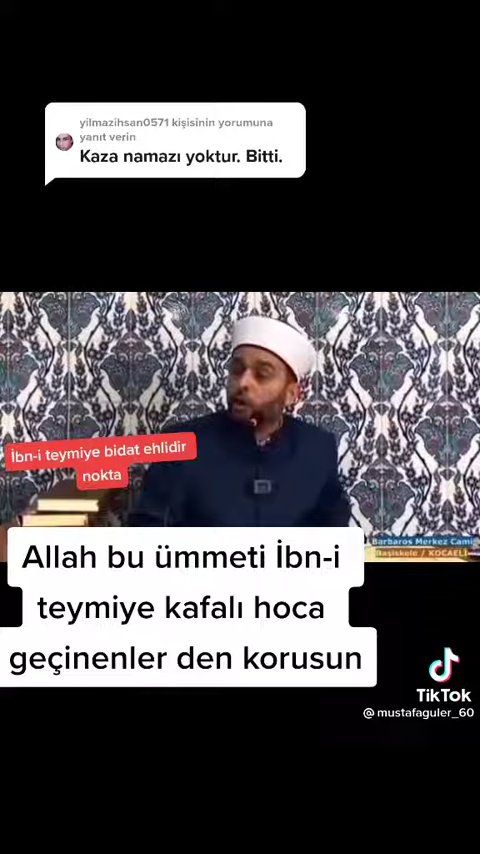 yilmazihsan0571 kişisinin yorumuna
yanıt verin
Kaza namazı yoktur. Bitti.
İbn-i teymiye bidat ehlidir
nokta
Barbaros Merkez Cami
Başiskele / KOCAELİ
Allah bu ümmeti İbn-i
teymiye kafalı hoca
geçinenler den korusun
TikTok
@mustafaguler_60